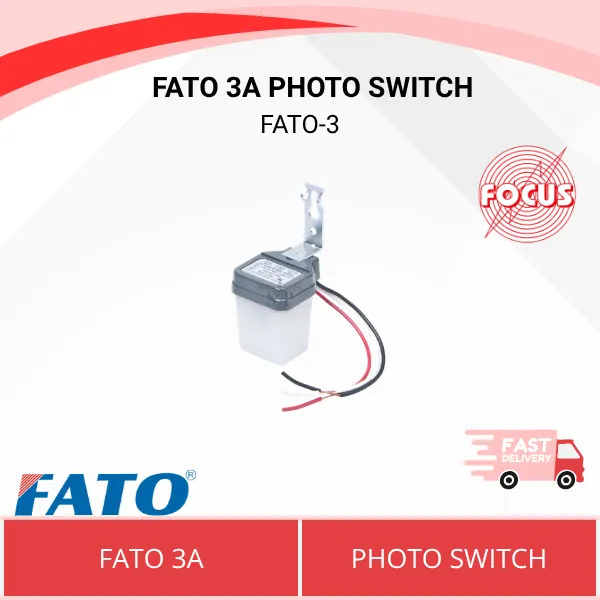 FATO 3A PHOTO SWITCH
FATO-3
FOCUS
FAST
DELIVERY
FATO®
FATO 3A
PHOTO SWITCH